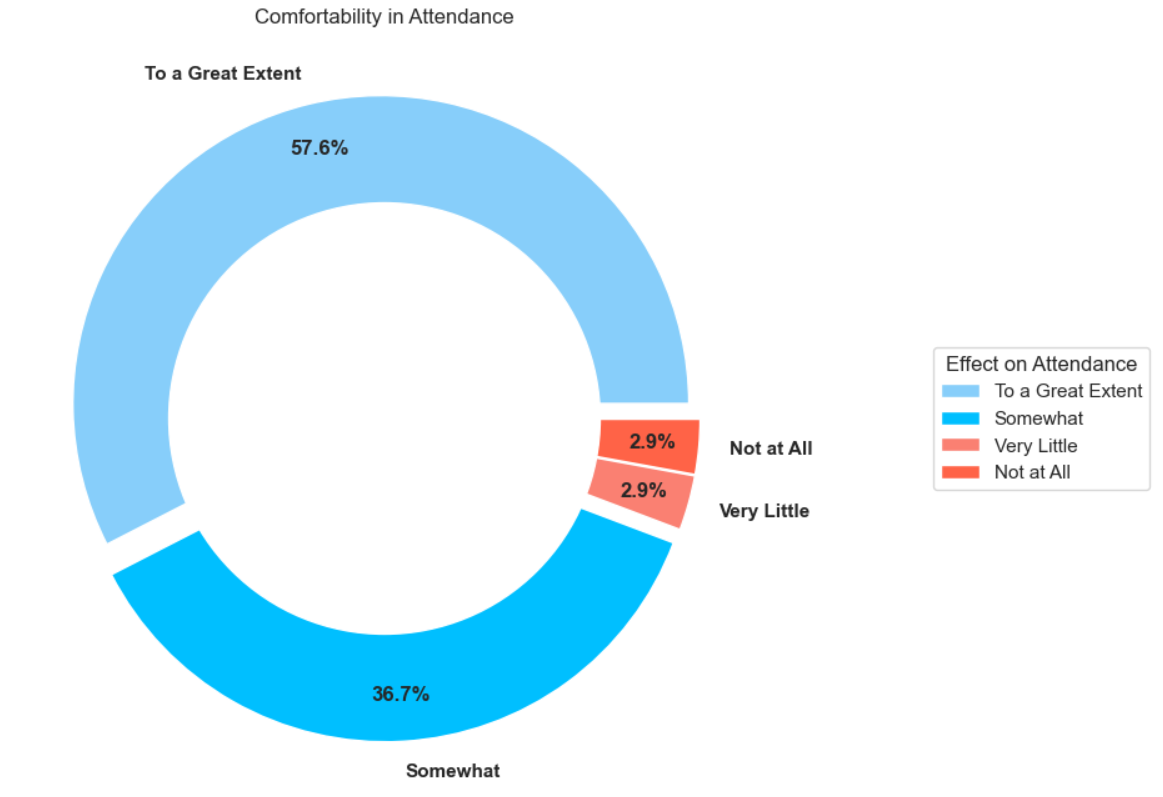 Comfortability in Attendance
To a Great Extent
57.6%
2.9%
Not at All
2.9%
Very Little
36.7%
Somewhat
Effect on Attendance
To a Great Extent
Somewhat
Very Little
Not at All